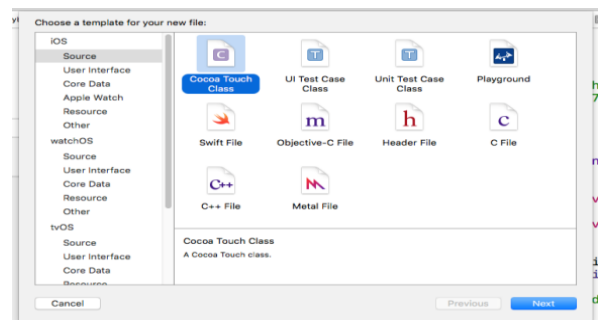 Choose a template for your new file:
iOS
Source
User Interface
Core Data
Apple Watch
Resource
Other
watchOS
Source
User Interface
Core Data
Resource
Other
tvOS
Source
User Interface
Core Data
Resource
C
Cocoa Touch
Class
T
UI Test Case
Class
T
Unit Test Case
Class
Playground
Swift File
m
Objective-C File
h
Header File
c
C File
C++
C++ File
Metal File
Cocoa Touch Class
A Cocoa Touch class.
Cancel
Previous
Next